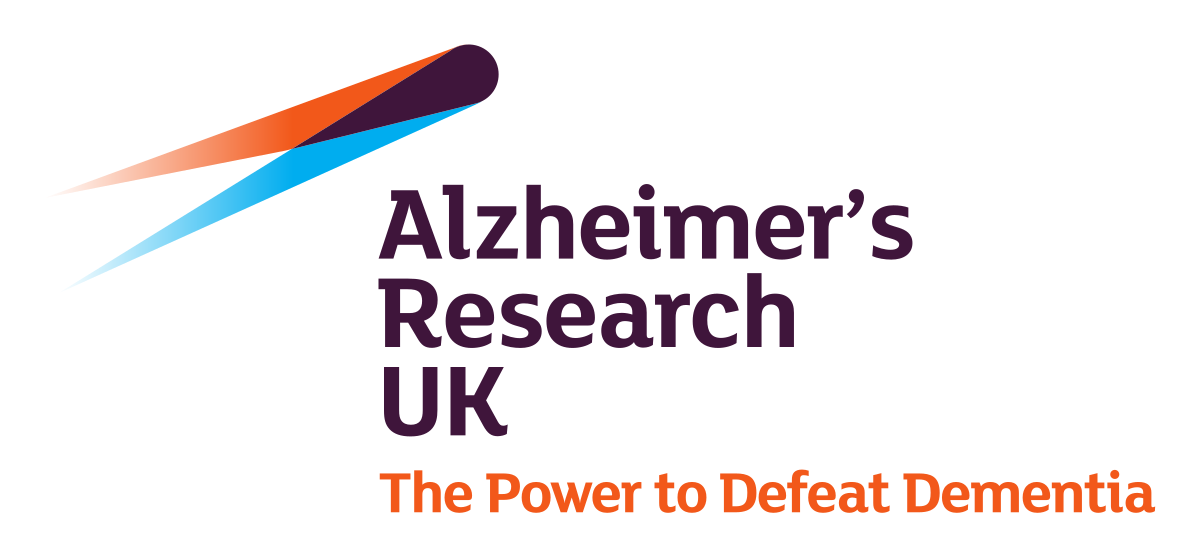 Alzheimer’s
Research
UK
The Power to Defeat Dementia